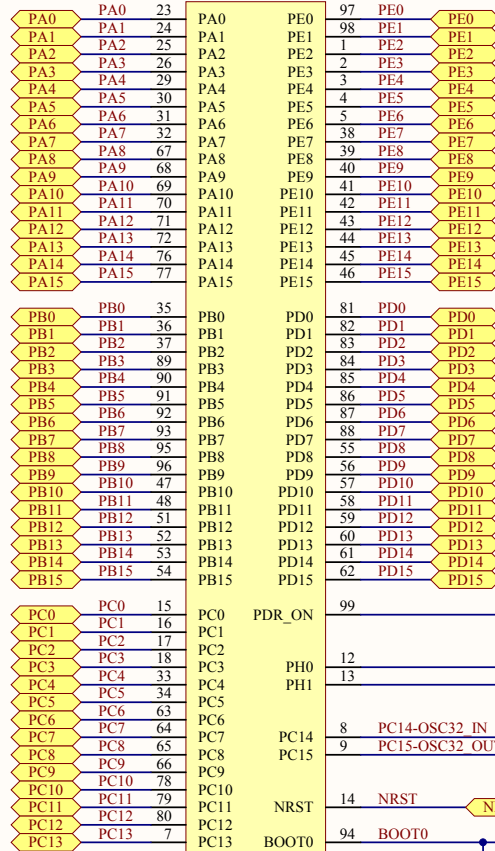 PA0 PA0 23 PA0 PE0 97 PE0 PE0
PA1 PA1 24 PA1 PE1 98 PE1 PE1
PA2 PA2 25 PA2 PE2 1 PE2 PE2
PA3 PA3 26 PA3 PE3 2 PE3 PE3
PA4 PA4 29 PA4 PE4 3 PE4 PE4
PA5 PA5 30 PA5 PE5 4 PE5 PE5
PA6 PA6 31 PA6 PE6 5 PE6 PE6
PA7 PA7 32 PA7 PE7 38 PE7 PE7
PA8 PA8 67 PA8 PE8 39 PE8 PE8
PA9 PA9 68 PA9 PE9 40 PE9 PE9
PA10 PA10 69 PA10 PE10 41 PE10 PE10
PA11 PA11 70 PA11 PE11 42 PE11 PE11
PA12 PA12 71 PA12 PE12 43 PE12 PE12
PA13 PA13 72 PA13 PE13 44 PE13 PE13
PA14 PA14 76 PA14 PE14 45 PE14 PE14
PA15 PA15 77 PA15 PE15 46 PE15 PE15
PB0 PB0 35 PB0 PD0 81 PD0 PD0
PB1 PB1 36 PB1 PD1 82 PD1 PD1
PB2 PB2 37 PB2 PD2 83 PD2 PD2
PB3 PB3 89 PB3 PD3 84 PD3 PD3
PB4 PB4 90 PB4 PD4 85 PD4 PD4
PB5 PB5 91 PB5 PD5 86 PD5 PD5
PB6 PB6 92 PB6 PD6 87 PD6 PD6
PB7 PB7 93 PB7 PD7 88 PD7 PD7
PB8 PB8 95 PB8 PD8 55 PD8 PD8
PB9 PB9 96 PB9 PD9 56 PD9 PD9
PB10 PB10 47 PB10 PD10 57 PD10 PD10
PB11 PB11 48 PB11 PD11 58 PD11 PD11
PB12 PB12 51 PB12 PD12 59 PD12 PD12
PB13 PB13 52 PB13 PD13 60 PD13 PD13
PB14 PB14 53 PB14 PD14 61 PD14 PD14
PB15 PB15 54 PB15 PD15 62 PD15 PD15
PC0 PC0 15 PC0 PDR_ON 99
PC1 PC1 16 PC1
PC2 PC2 17 PC2
PC3 PC3 18 PC3 PH0 12
PC4 PC4 33 PC4 PH1 13
PC5 PC5 34 PC5
PC6 PC6 63 PC6
PC7 PC7 64 PC7 PC14 8 PC14-OSC32_IN
PC8 PC8 65 PC8 PC15 9 PC15-OSC32_OU
PC9 PC9 66 PC9
PC10 PC10 78 PC10
PC11 PC11 79 PC11 NRST 14 NRST N
PC12 PC12 80 PC12
PC13 PC13 7 PC13 BOOT0 94 BOOT0